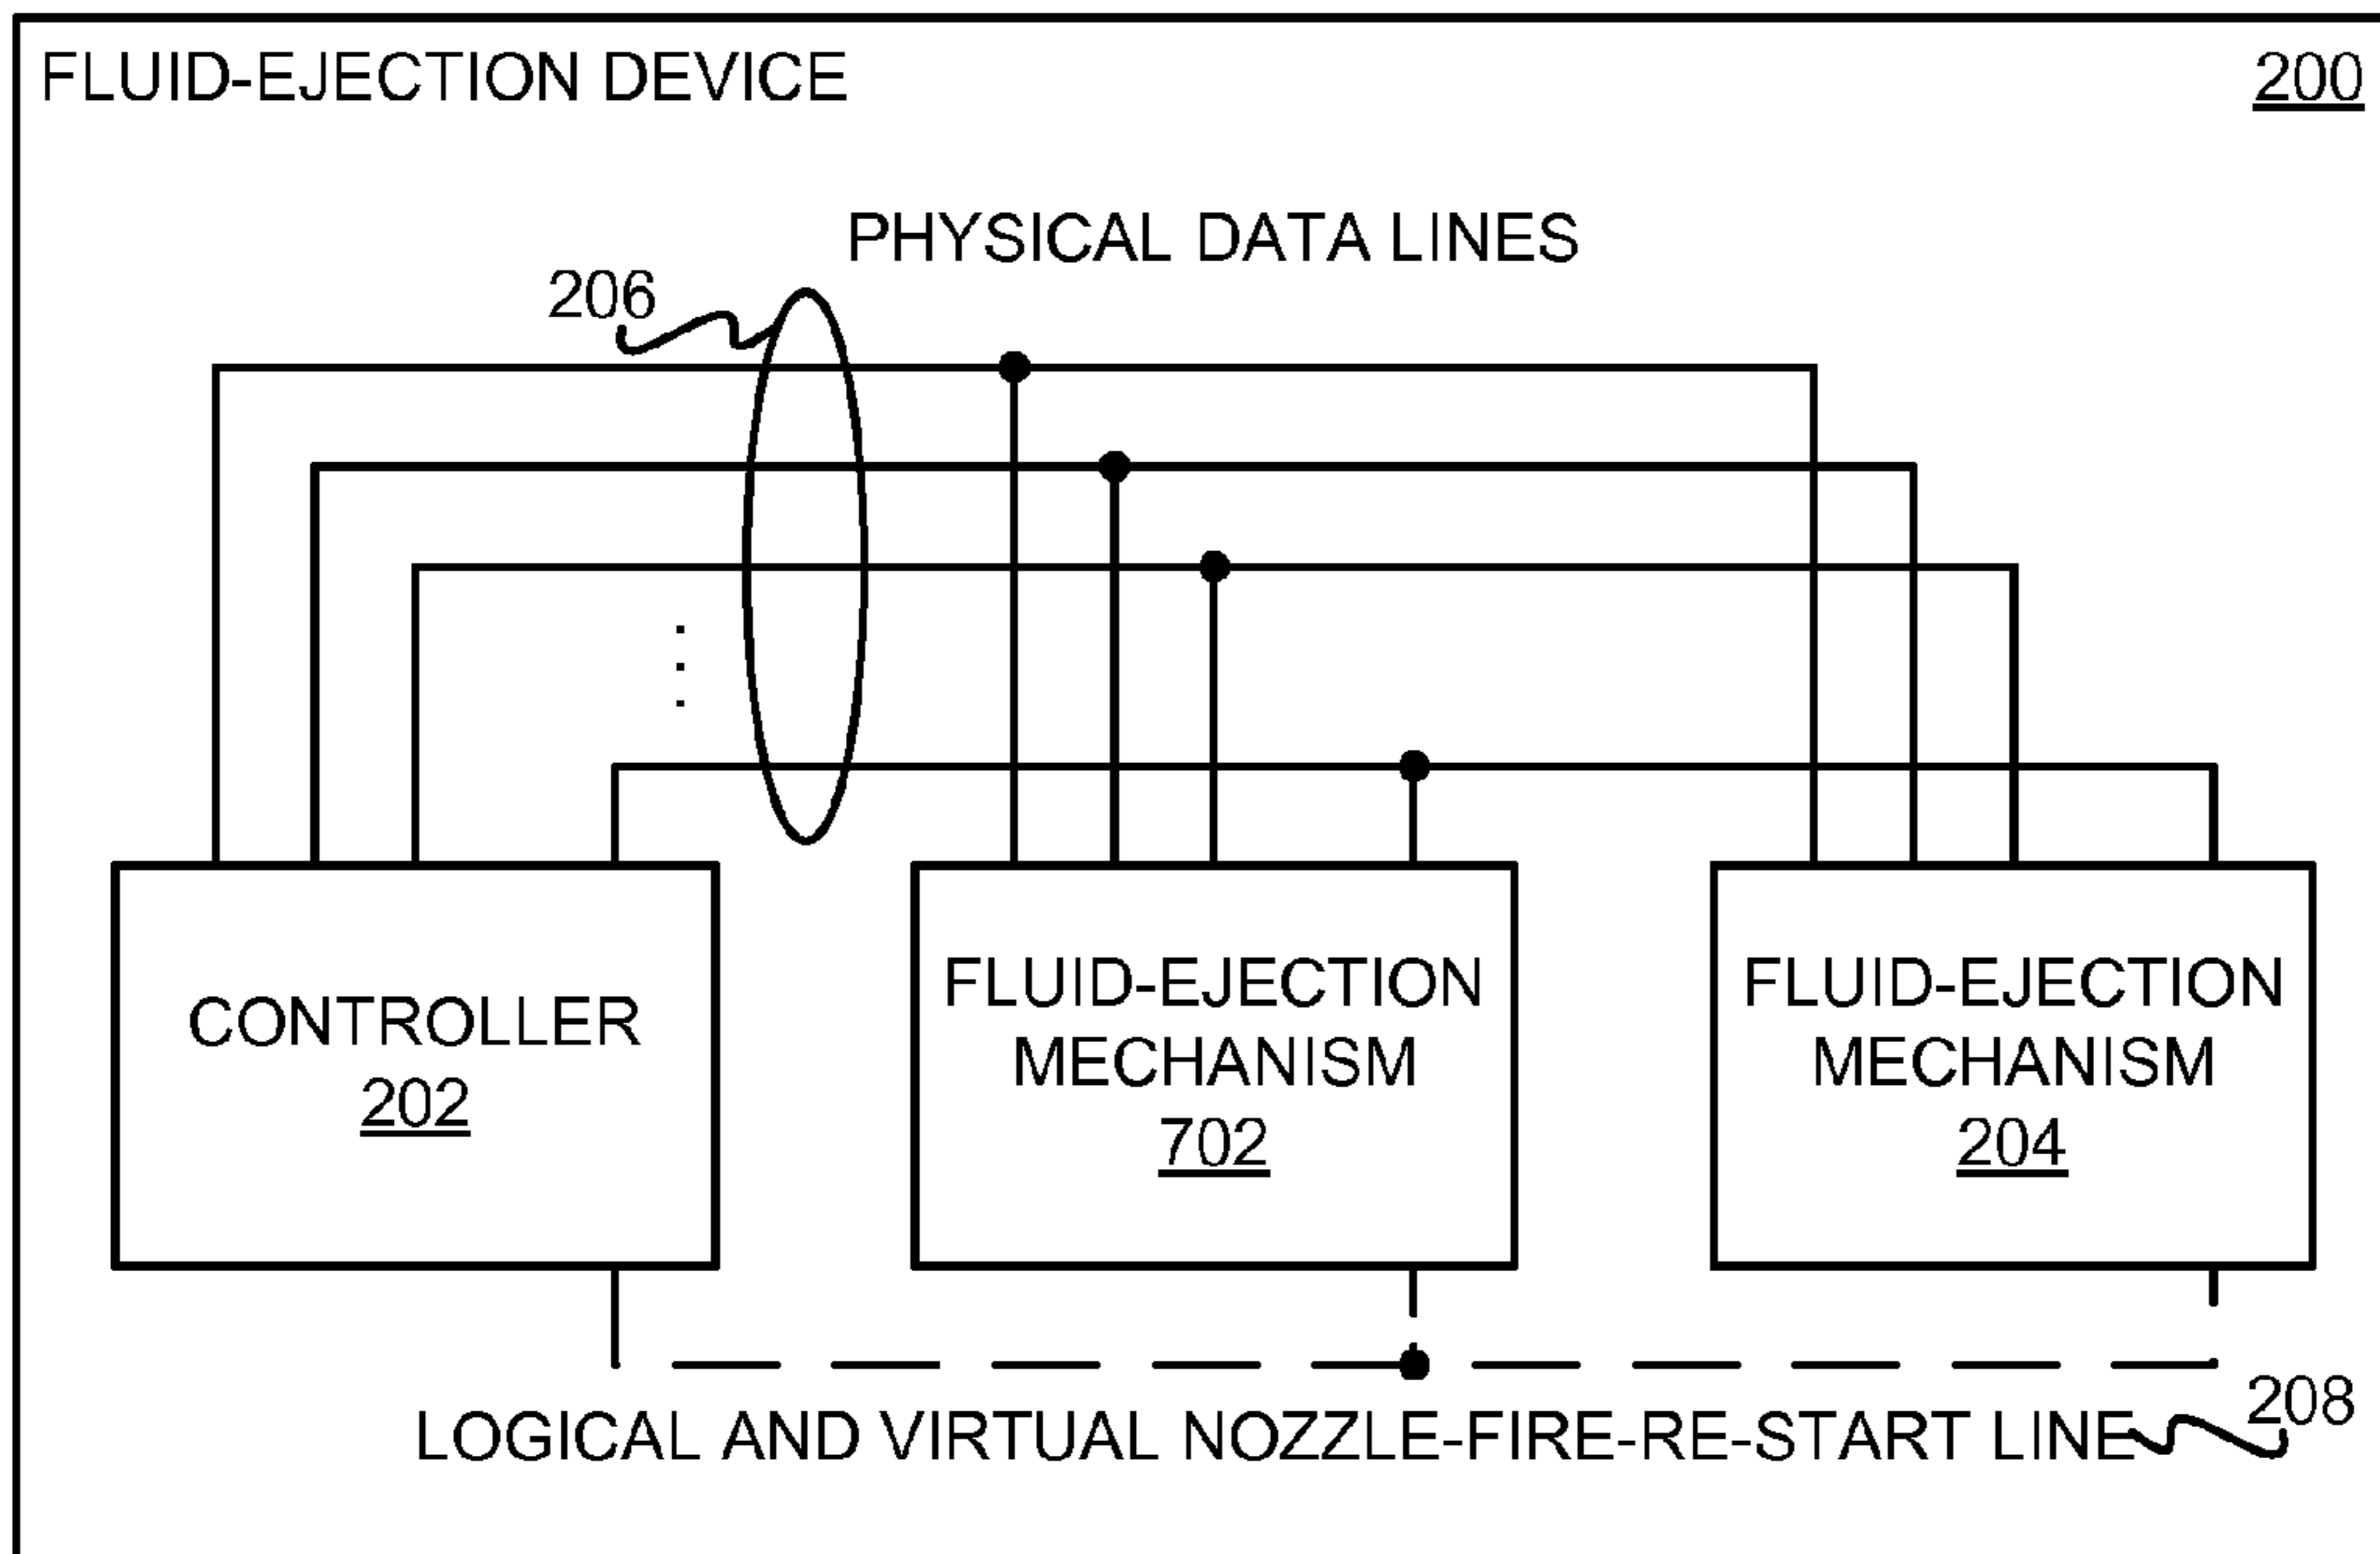 FLUID-EJECTION DEVICE
200
PHYSICAL DATA LINES
206
CONTROLLER
202
FLUID-EJECTION
MECHANISM
702
FLUID-EJECTION
MECHANISM
204
LOGICAL AND VIRTUAL NOZZLE-FIRE-RE-START LINE
208